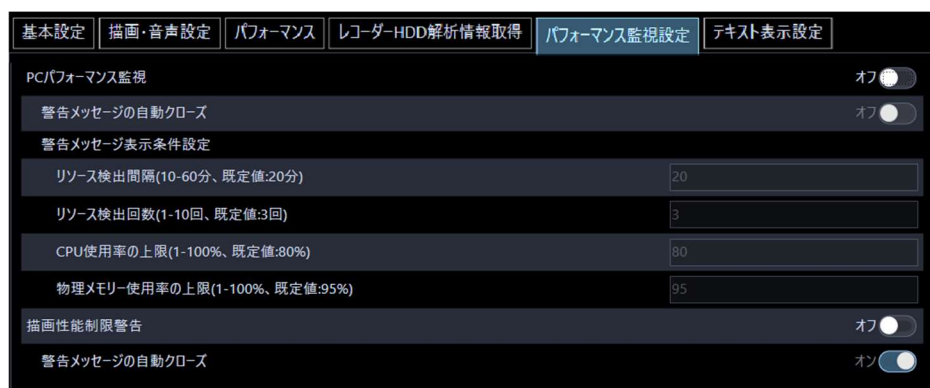 基本設定 描画・音声設定 パフォーマンス レコーダーHDD解析情報取得 パフォーマンス監視設定 テキスト表示設定
PCパフォーマンス監視 オフ
警告メッセージの自動クローズ オフ
警告メッセージ表示条件設定
リソース検出間隔(10-60分、既定値:20分) 20
リソース検出回数(1-10回、既定値:3回) 3
CPU使用率の上限(1-100%、既定値:80%) 80
物理メモリー使用率の上限(1-100%、既定値:95%) 95
描画性能制限警告 オフ
警告メッセージの自動クローズ オン